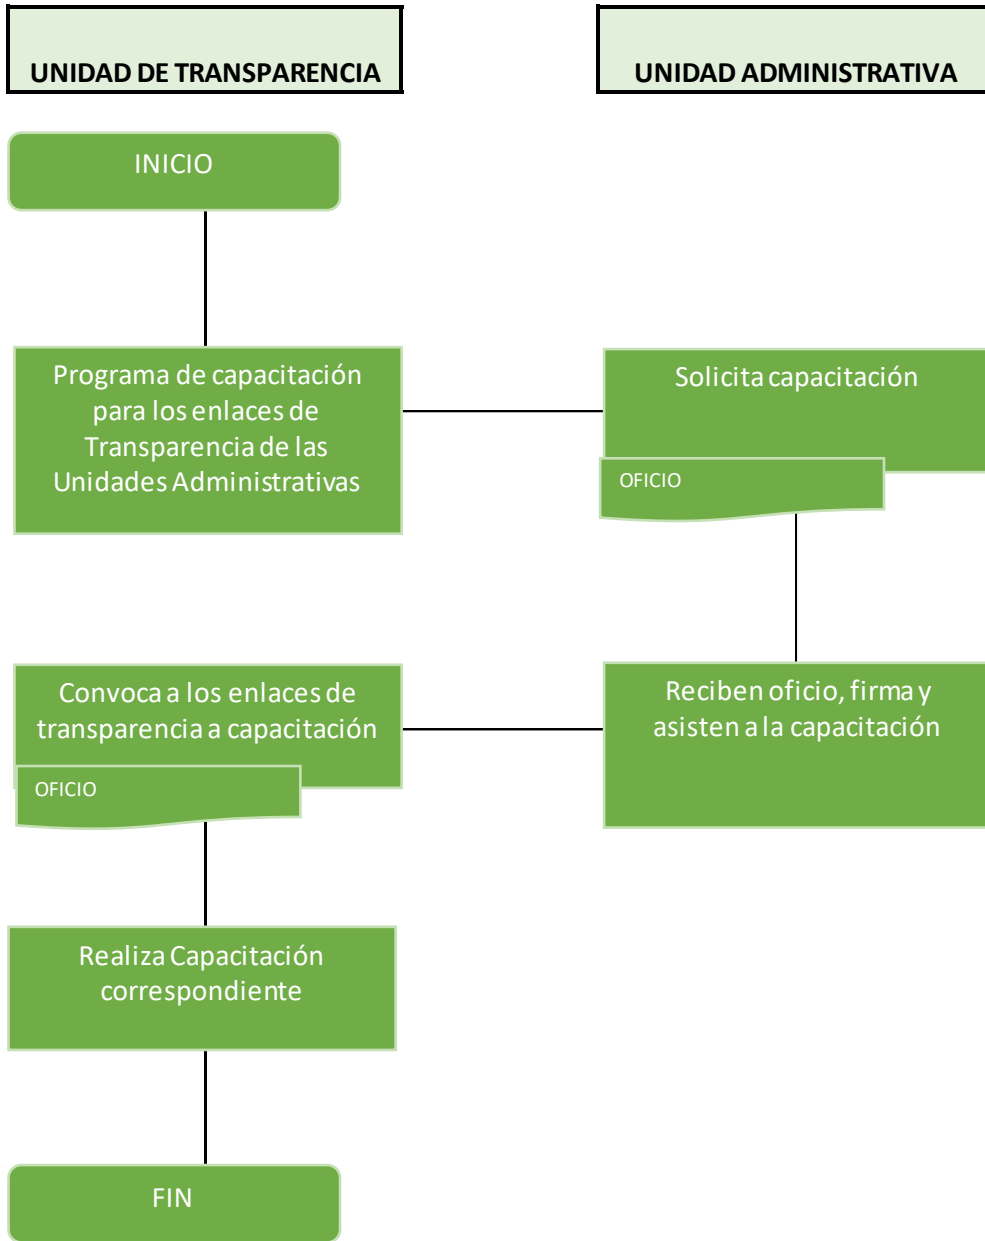 UNIDAD DE TRANSPARENCIA
UNIDAD ADMINISTRATIVA
INICIO
Programa de capacitación
para los enlaces de
Transparencia de las
Unidades Administrativas
Solicita capacitación
OFICIO
Convoca a los enlaces de
transparencia a capacitación
OFICIO
Reciben oficio, firma y
asisten a la capacitación
Realiza Capacitación
correspondiente
FIN